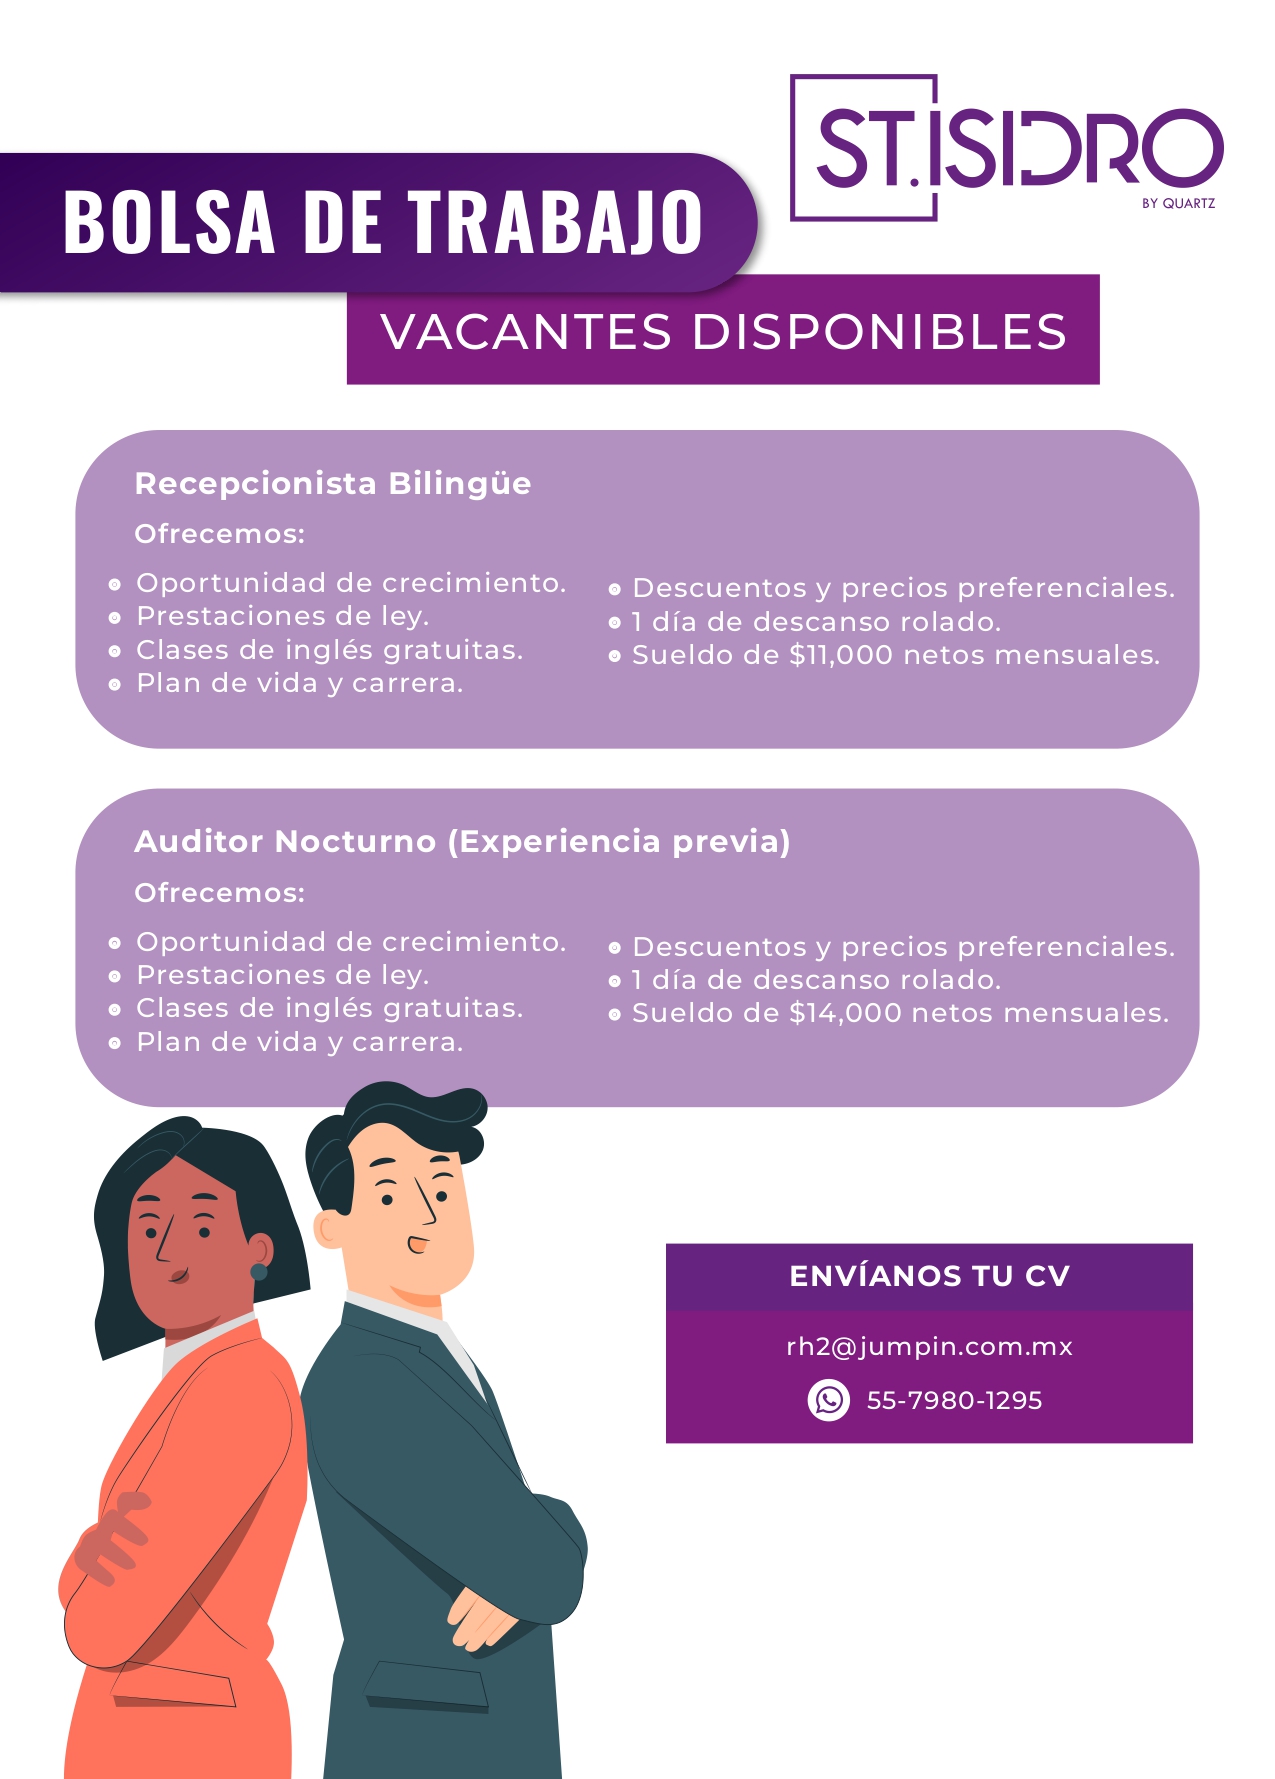 ST.ISIDRO
BY QUARTZ
BOLSA DE TRABAJO
VACANTES DISPONIBLES
Recepcionista Bilingüe
Ofrecemos:
Oportunidad de crecimiento.
Prestaciones de ley.
Clases de inglés gratuitas.
Plan de vida y carrera.
Descuentos y precios preferenciales.
1 día de descanso rolado.
Sueldo de $11,000 netos mensuales.
Auditor Nocturno (Experiencia previa)
Ofrecemos:
Oportunidad de crecimiento.
Prestaciones de ley.
Clases de inglés gratuitas.
Plan de vida y carrera.
Descuentos y precios preferenciales.
1 día de descanso rolado.
Sueldo de $14,000 netos mensuales.
ENVÍANOS TU CV
rh2@jumpin.com.mx
55-7980-1295